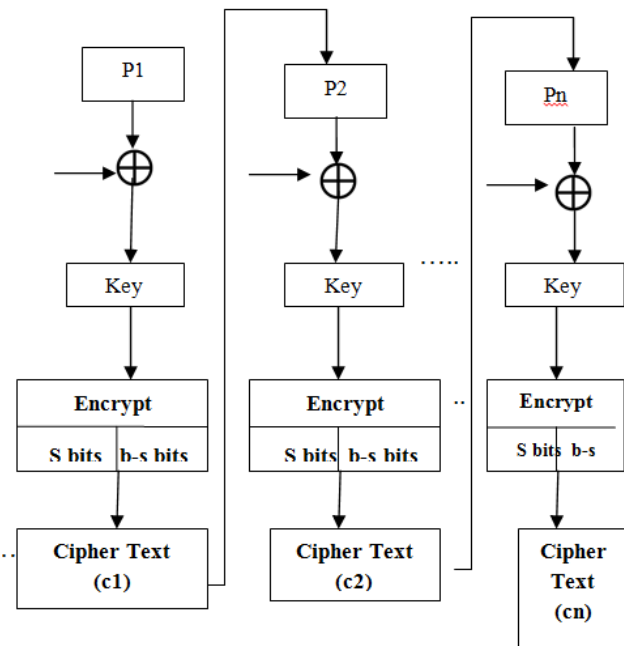 P1
P2
Pn
Key
Key
.....
Key
Encrypt
S bits b-s bits
Encrypt
S bits b-s bits
..
Encrypt
S bits b-s
..
Cipher Text
(c1)
Cipher Text
(c2)
Cipher
Text
(cn)